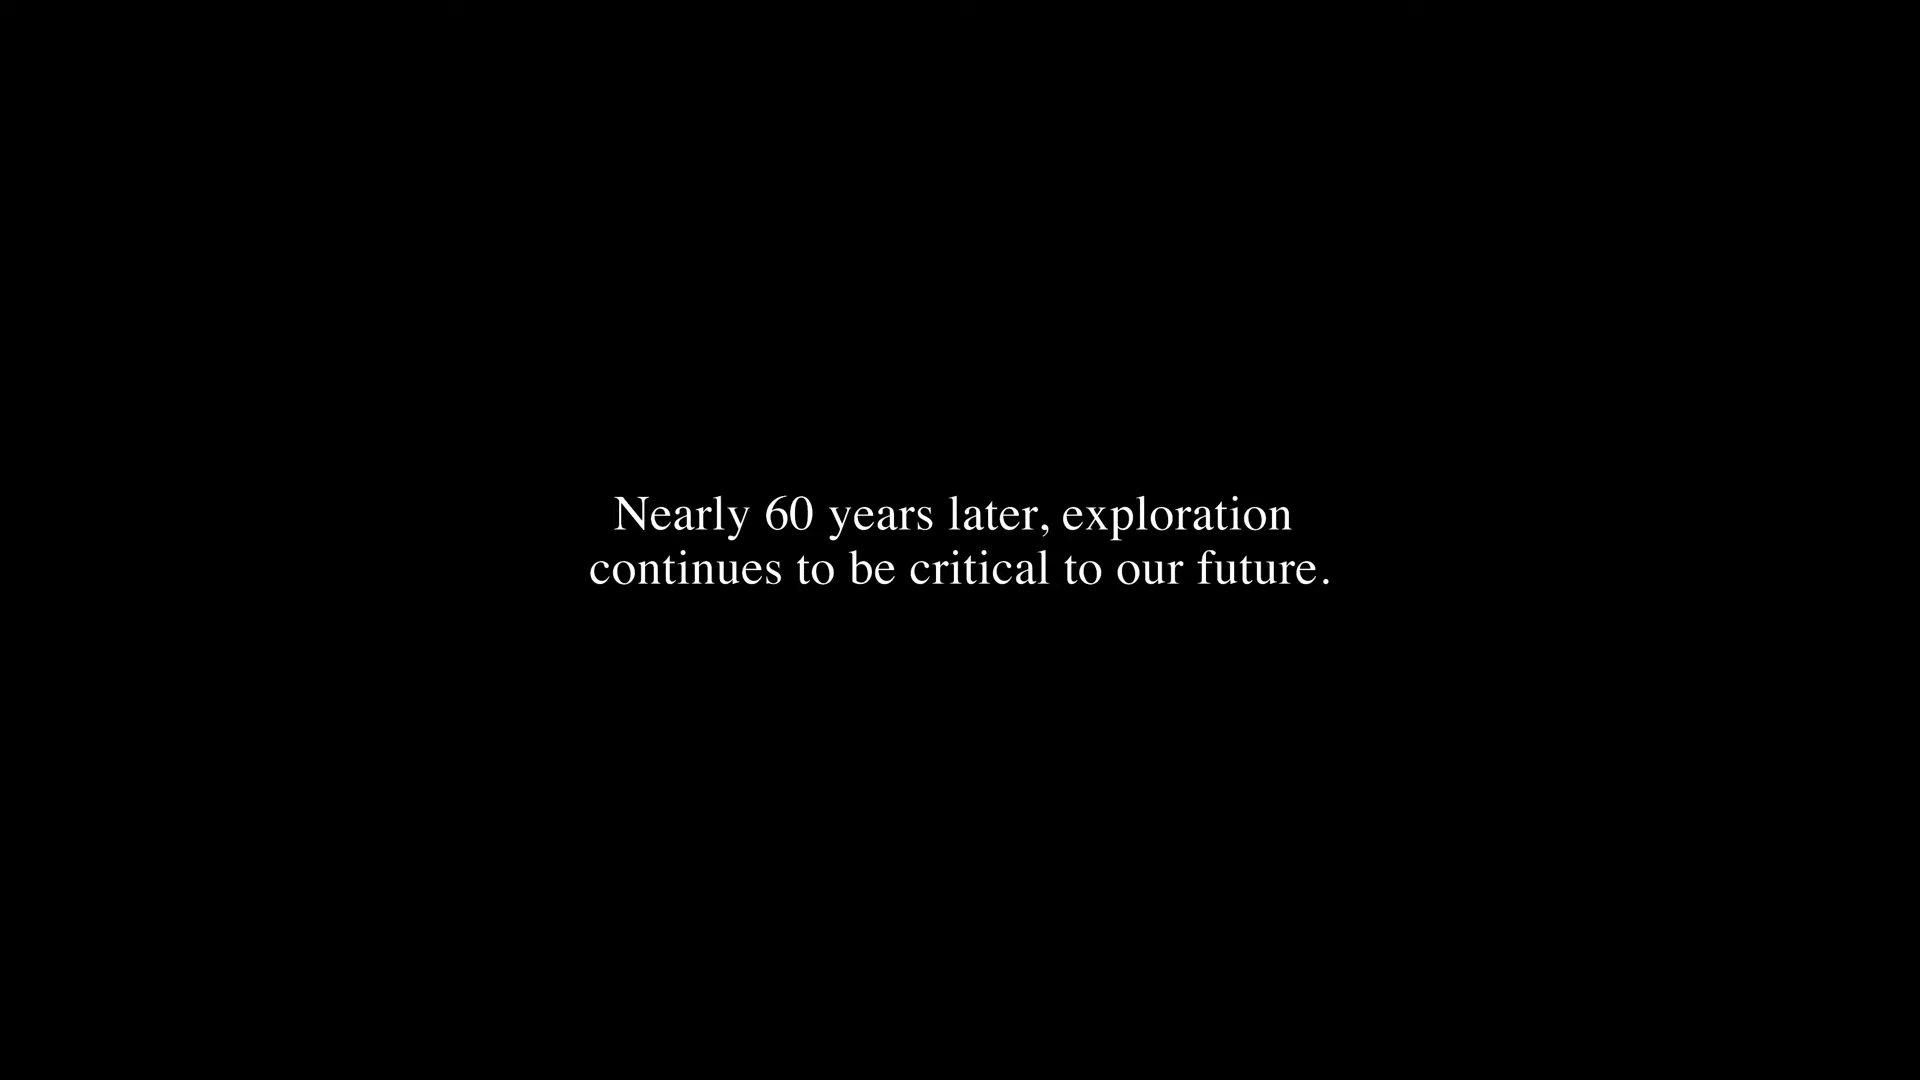 Nearly 60 years later, exploration
continues to be critical to our future.